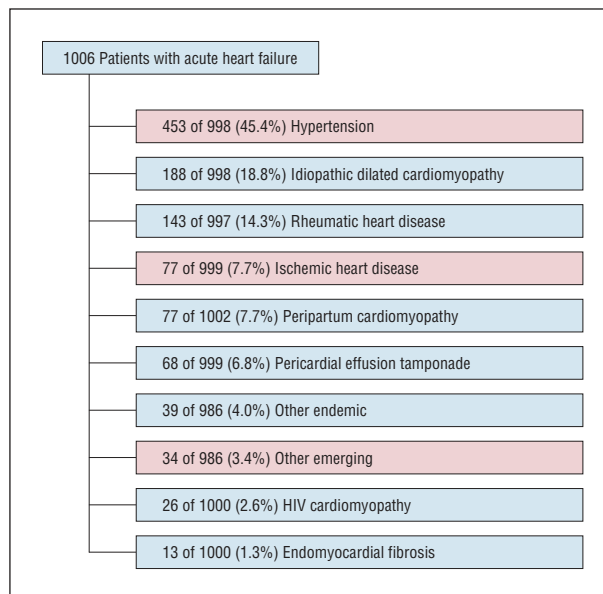 1006 Patients with acute heart failure
453 of 998 (45.4%) Hypertension
188 of 998 (18.8%) Idiopathic dilated cardiomyopathy
143 of 997 (14.3%) Rheumatic heart disease
77 of 999 (7.7%) Ischemic heart disease
77 of 1002 (7.7%) Peripartum cardiomyopathy
68 of 999 (6.8%) Pericardial effusion tamponade
39 of 986 (4.0%) Other endemic
34 of 986 (3.4%) Other emerging
26 of 1000 (2.6%) HIV cardiomyopathy
13 of 1000 (1.3%) Endomyocardial fibrosis